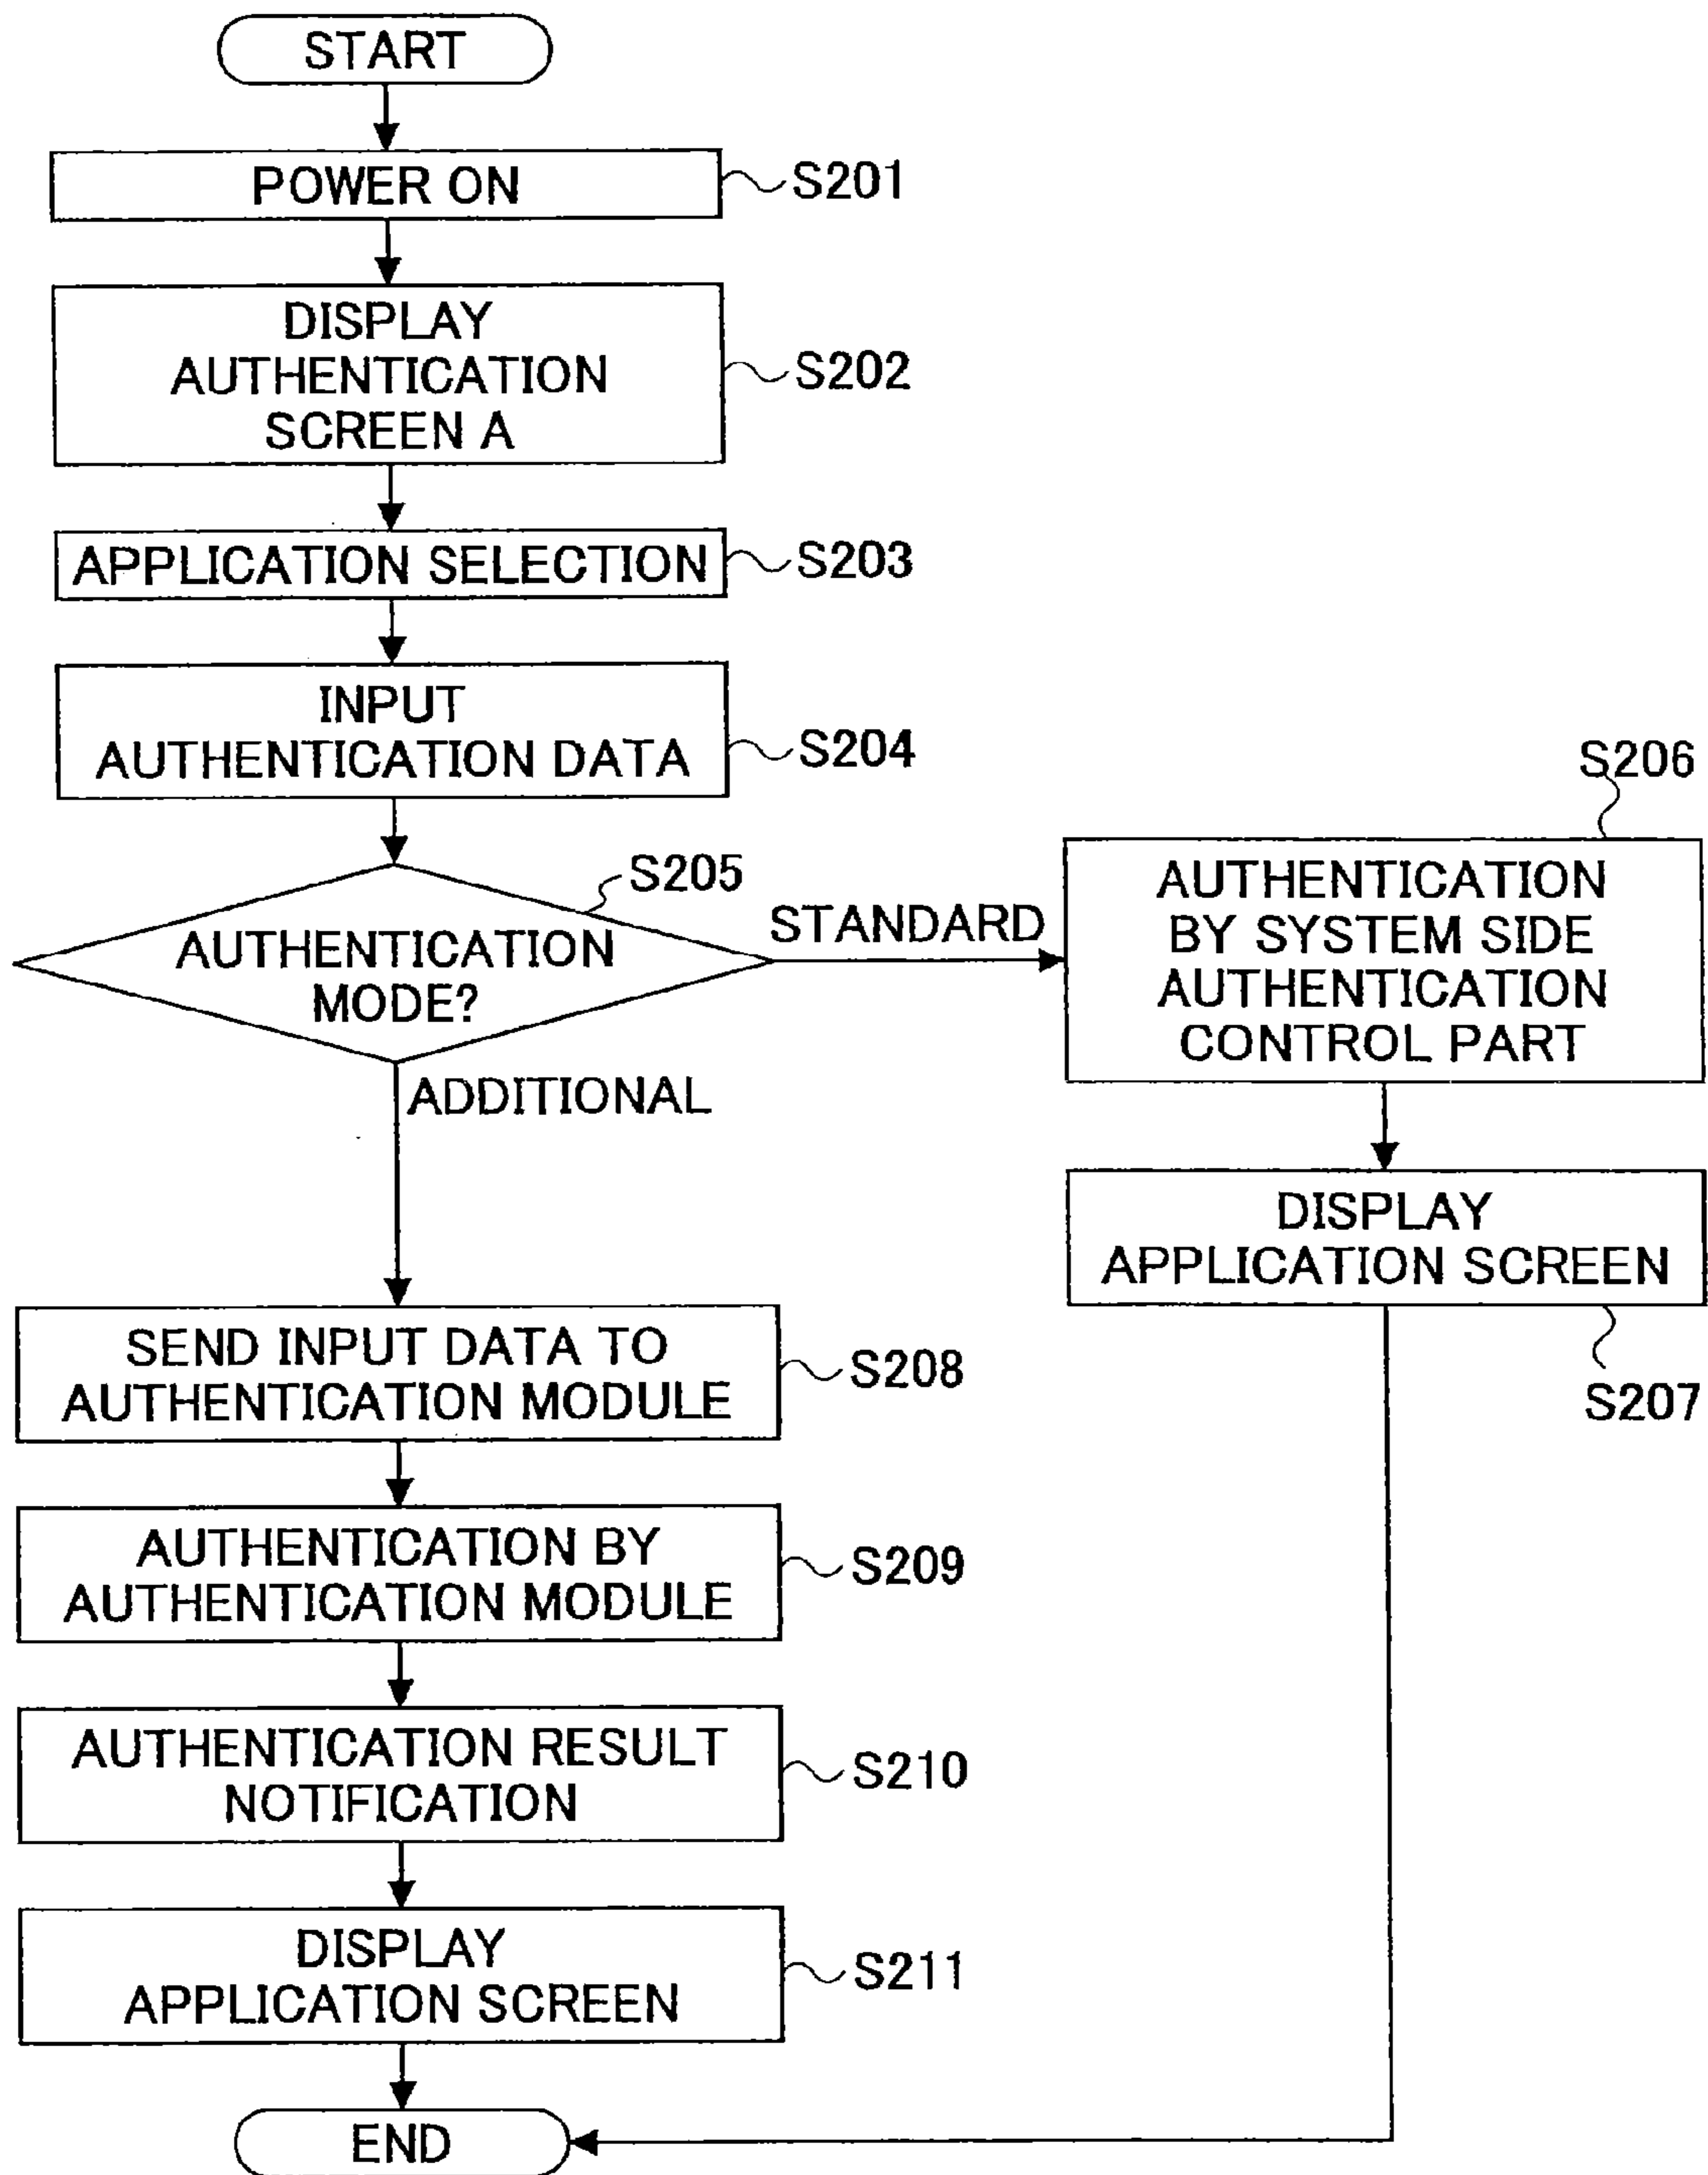 START
POWER ON
S201
DISPLAY
AUTHENTICATION
SCREEN A
S202
APPLICATION SELECTION
S203
INPUT
AUTHENTICATION DATA
S204
AUTHENTICATION
MODE?
S205
STANDARD
S206
AUTHENTICATION
BY SYSTEM SIDE
AUTHENTICATION
CONTROL PART
DISPLAY
APPLICATION SCREEN
S207
ADDITIONAL
SEND INPUT DATA TO
AUTHENTICATION MODULE
S208
AUTHENTICATION BY
AUTHENTICATION MODULE
S209
AUTHENTICATION RESULT
NOTIFICATION
S210
DISPLAY
APPLICATION SCREEN
S211
END